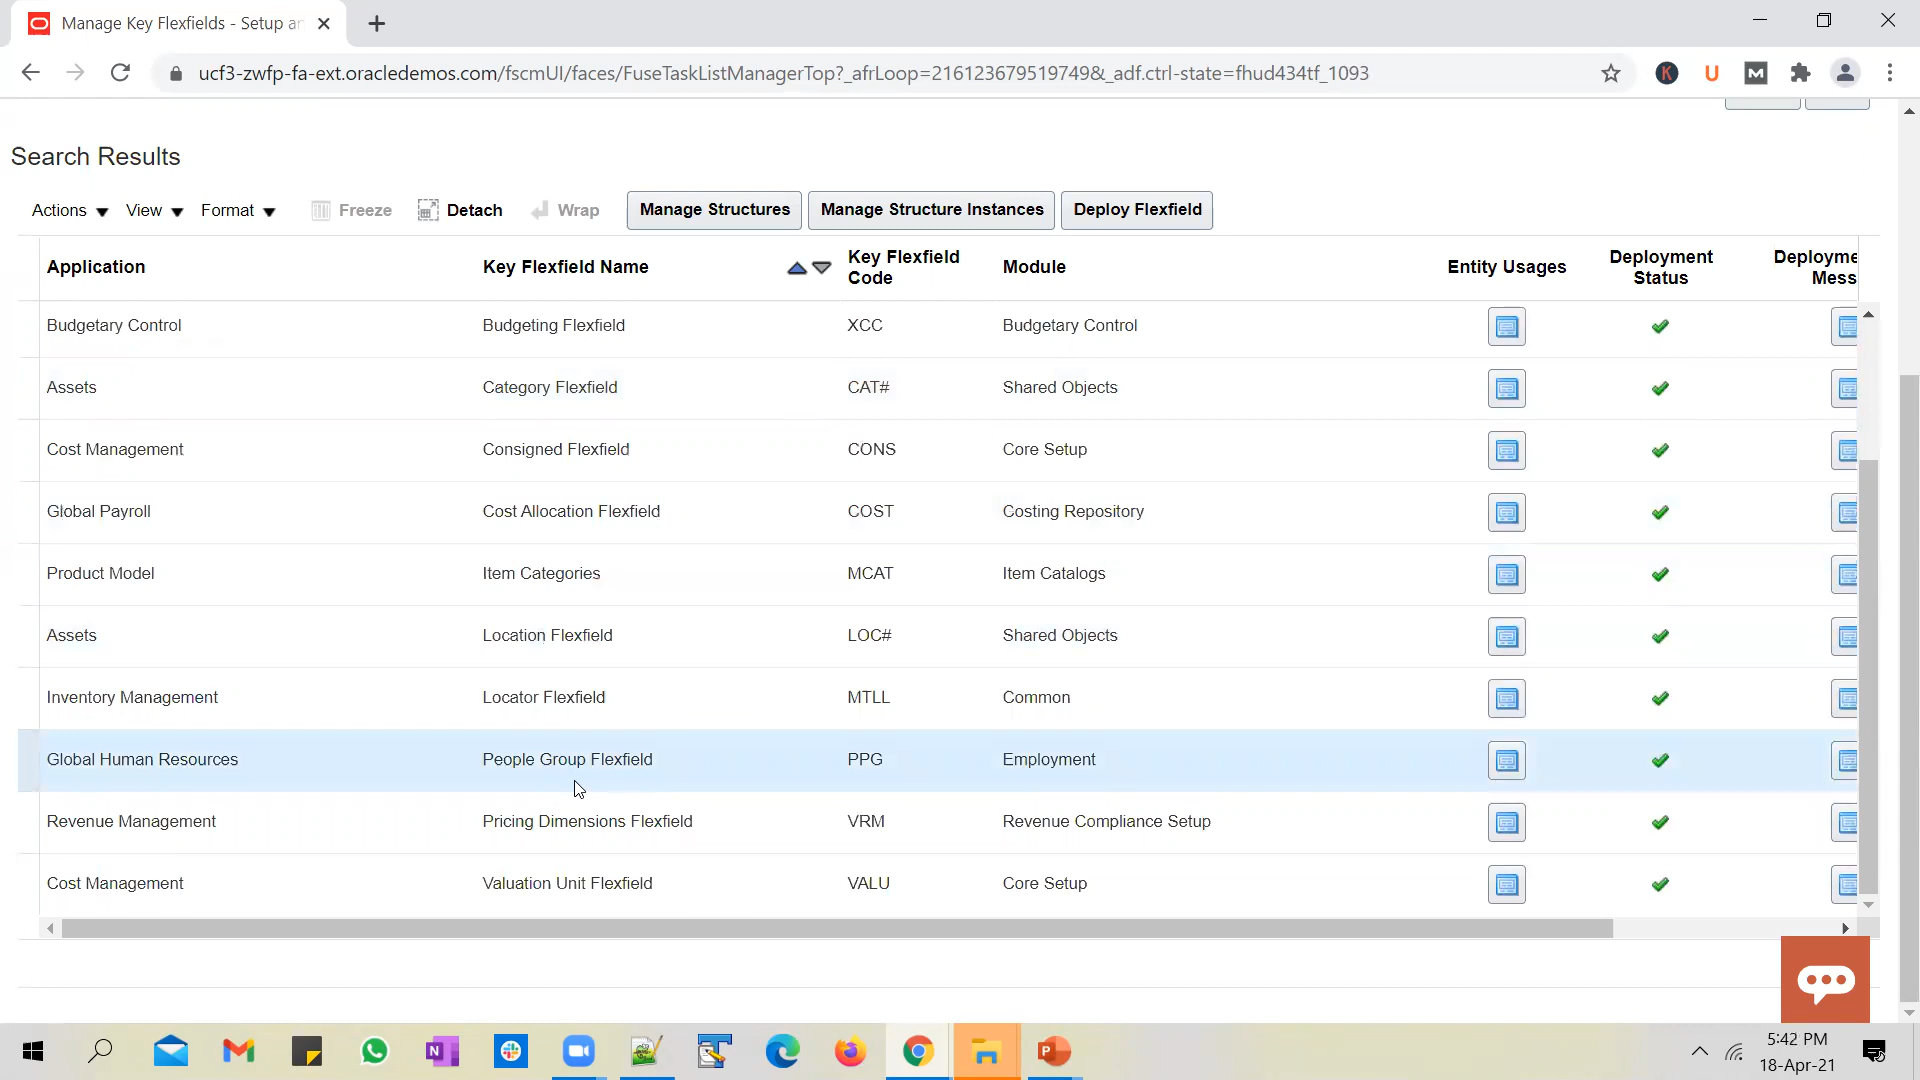 Manage Key Flexfields - Setup an
ucf3-zwfp-fa-ext.oracledemos.com/fscmUI/faces/FuseTaskListManagerTop?_afrLoop=216123679519749&_adf.ctrl-state=fhud434tf_1093
Search Results
Actions View Format Freeze Detach Wrap Manage Structures Manage Structure Instances Deploy Flexfield
Application Key Flexfield Name Key Flexfield Code Module Entity Usages Deployment Status Deployme Mess
Budgetary Control Budgeting Flexfield XCC Budgetary Control
Assets Category Flexfield CAT# Shared Objects
Cost Management Consigned Flexfield CONS Core Setup
Global Payroll Cost Allocation Flexfield COST Costing Repository
Product Model Item Categories MCAT Item Catalogs
Assets Location Flexfield LOC# Shared Objects
Inventory Management Locator Flexfield MTLL Common
Global Human Resources People Group Flexfield PPG Employment
Revenue Management Pricing Dimensions Flexfield VRM Revenue Compliance Setup
Cost Management Valuation Unit Flexfield VALU Core Setup
5:42 PM
18-Apr-21